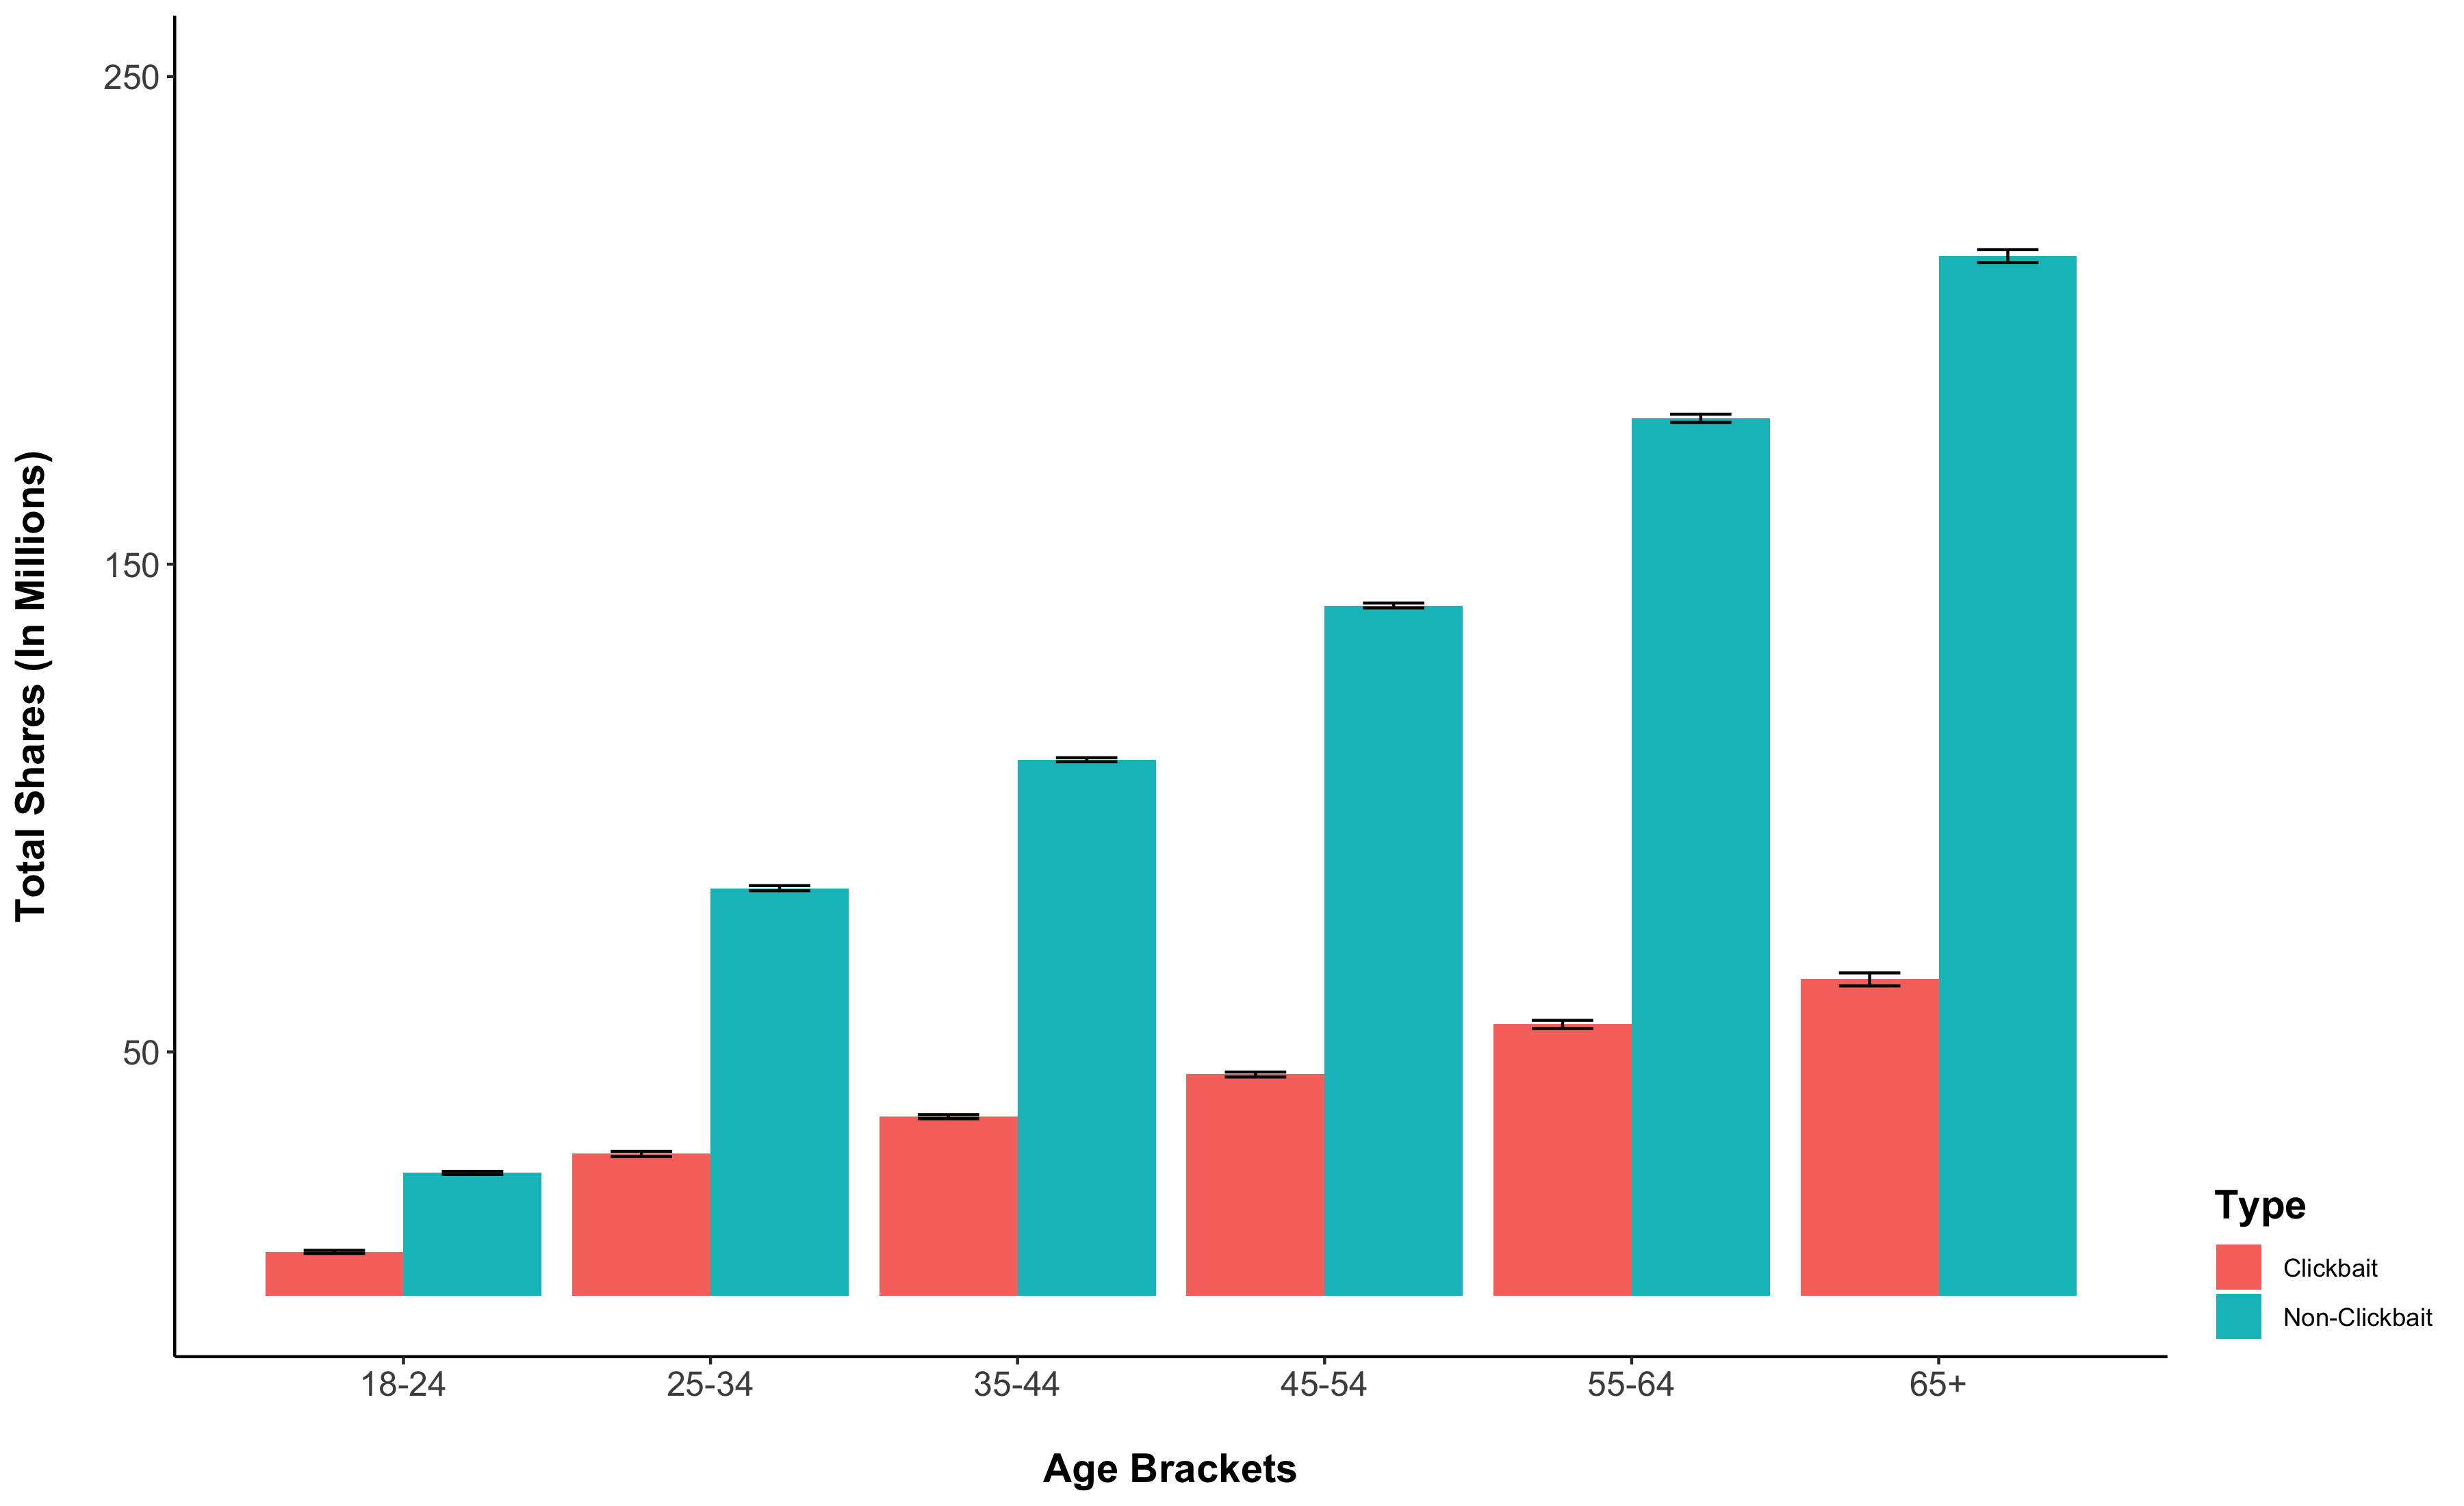 Total Shares (In Millions)
250
150
50
18-24
25-34
35-44
45-54
55-64
65+
Age Brackets
Type
Clickbait
Non-Clickbait